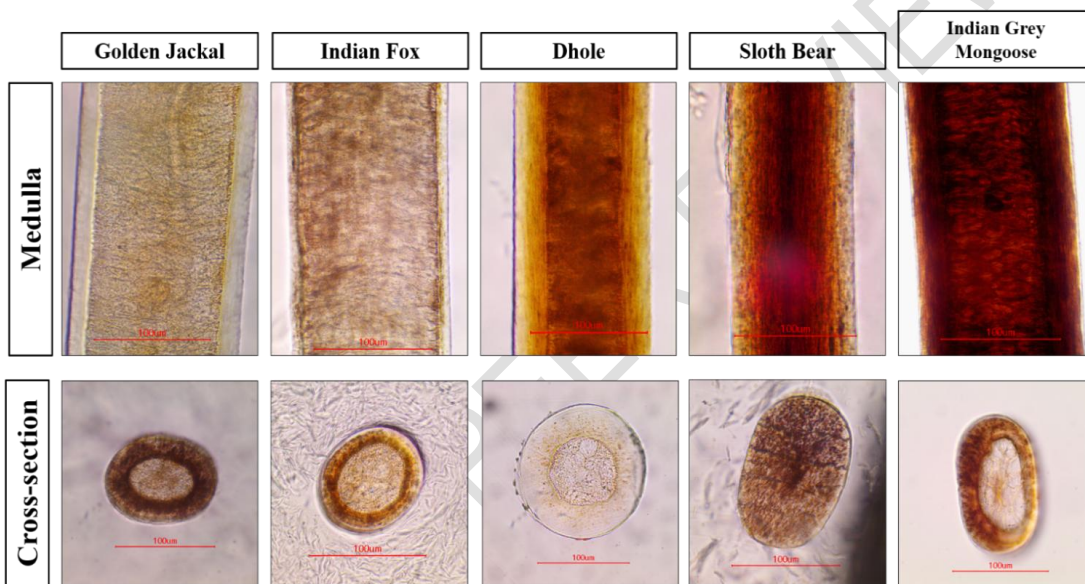 Golden Jackal
Indian Fox
Dhole
Sloth Bear
Indian Grey
Mongoose
Medulla
100um
100um
100um
100um
100um
Cross-section
100um
100um
100um
100um
100um